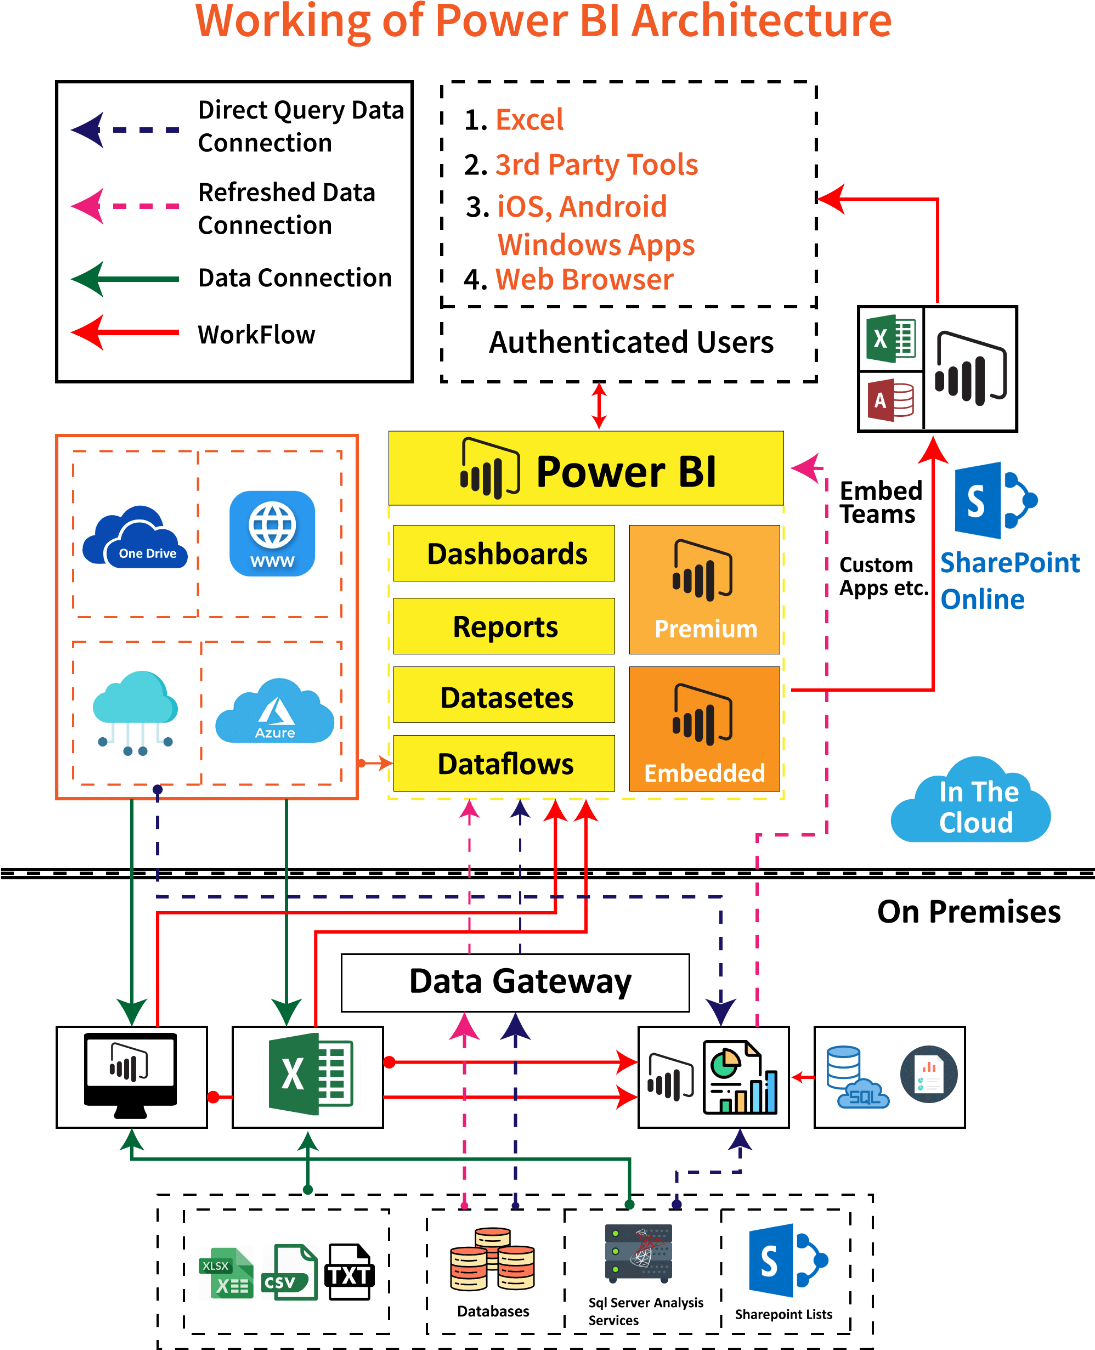 Working of Power BI Architecture
Direct Query Data
Connection
Refreshed Data
Connection
Data Connection
WorkFlow
1. Excel
2. 3rd Party Tools
3. iOS, Android
Windows Apps
4. Web Browser
Authenticated Users
X
A
One Drive
WWW
Azure
Power BI
Dashboards
Reports
Datasetes
Dataflows
Premium
Embedded
Embed
Teams
Custom
Apps etc.
S
SharePoint
Online
In The
Cloud
On Premises
Data Gateway
X
SQL
XLSX
X
CSV
TXT
Databases
Sql Server Analysis
Services
S
Sharepoint Lists